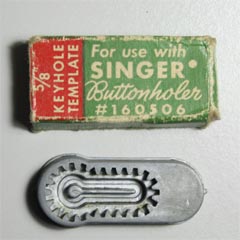 5/8
KEYHOLE
TEMPLATE
For use with
SINGER
Buttonholer
#160506